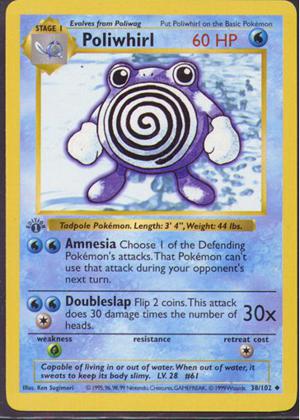 STAGE 1
Evolves from Poliwag
Put Poliwhirl on the Basic Pokémon
Poliwhirl
60 HP
Tadpole Pokémon. Length: 3' 4", Weight: 44 lbs.
EDITION
1
Amnesia Choose 1 of the Defending
Pokémon's attacks. That Pokémon can't
use that attack during your opponent's
next turn.
Doubleslap Flip 2 coins. This attack
does 30 damage times the number of
heads.
30x
weakness
resistance
retreat cost
Capable of living in or out of water. When out of water, it
sweats to keep its body slimy. LV. 28 #61
Illus. Ken Sugimori
© 1995, 96, 98, 99 Nintendo, Creatures, GAMEFREAK. © 1999 Wizards.
38/102